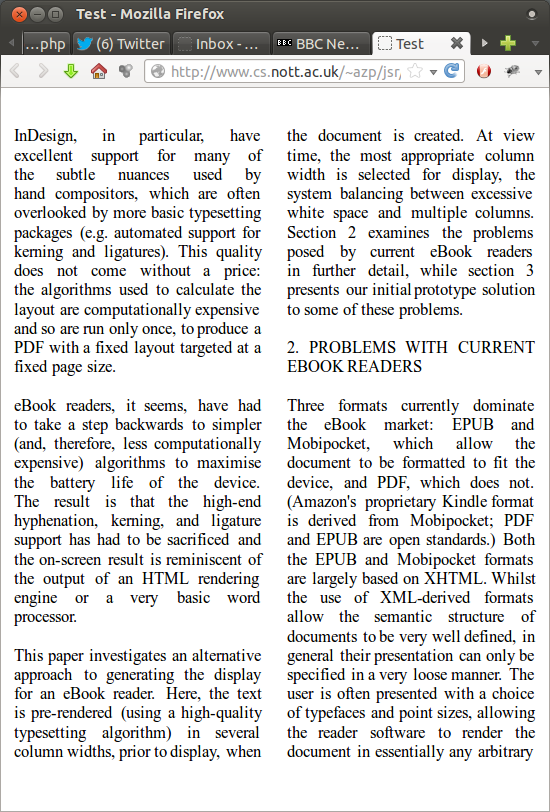 Test - Mozilla Firefox
...php
(6) Twitter
Inbox - ...
BBC
BBC Ne...
Test
http://www.cs.nott.ac.uk/~azp/jsr/
InDesign, in particular, have
excellent support for many of
the subtle nuances used by
hand compositors, which are often
overlooked by more basic typesetting
packages (e.g. automated support for
kerning and ligatures). This quality
does not come without a price:
the algorithms used to calculate the
layout are computationally expensive
and so are run only once, to produce a
PDF with a fixed layout targeted at a
fixed page size.
eBook readers, it seems, have had
to take a step backwards to simpler
(and, therefore, less computationally
expensive) algorithms to maximise
the battery life of the device.
The result is that the high-end
hyphenation, kerning, and ligature
support has had to be sacrificed and
the on-screen result is reminiscent of
the output of an HTML rendering
engine or a very basic word
processor.
This paper investigates an alternative
approach to generating the display
for an eBook reader. Here, the text
is pre-rendered (using a high-quality
typesetting algorithm) in several
column widths, prior to display, when
the document is created. At view
time, the most appropriate column
width is selected for display, the
system balancing between excessive
white space and multiple columns.
Section 2 examines the problems
posed by current eBook readers
in further detail, while section 3
presents our initial prototype solution
to some of these problems.
2. PROBLEMS WITH CURRENT
EBOOK READERS
Three formats currently dominate
the eBook market: EPUB and
Mobipocket, which allow the
document to be formatted to fit the
device, and PDF, which does not.
(Amazon's proprietary Kindle format
is derived from Mobipocket; PDF
and EPUB are open standards.) Both
the EPUB and Mobipocket formats
are largely based on XHTML. Whilst
the use of XML-derived formats
allow the semantic structure of
documents to be very well defined, in
general their presentation can only be
specified in a very loose manner. The
user is often presented with a choice
of typefaces and point sizes, allowing
the reader software to render the
document in essentially any arbitrary